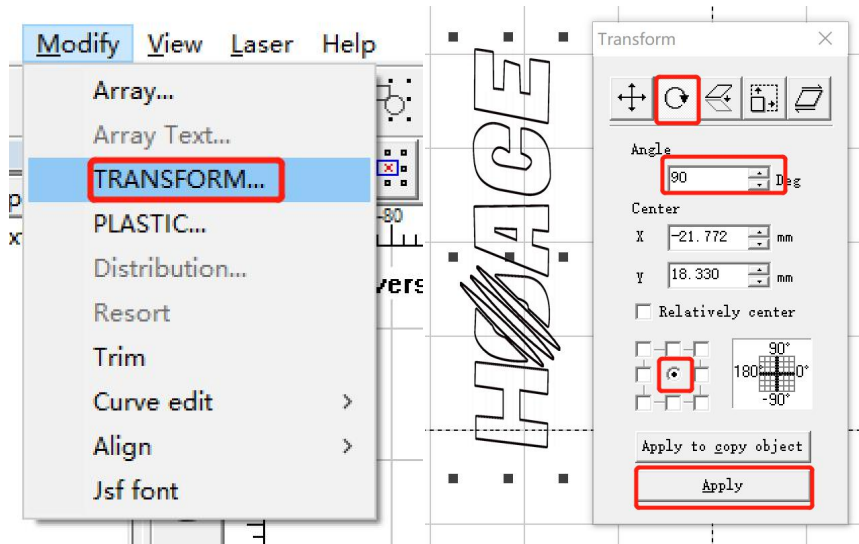 Modify View Laser Help
Array...
Array Text...
TRANSFORM...
PLASTIC...
Distribution...
Resort
Trim
Curve edit >
Align >
Jsf font
-80
vers
HOACE
Transform
Angle
90 Deg
Center
X -21.772 mm
Y 18.330 mm
Relatively center
90°
180° 0°
-90°
Apply to copy object
Apply